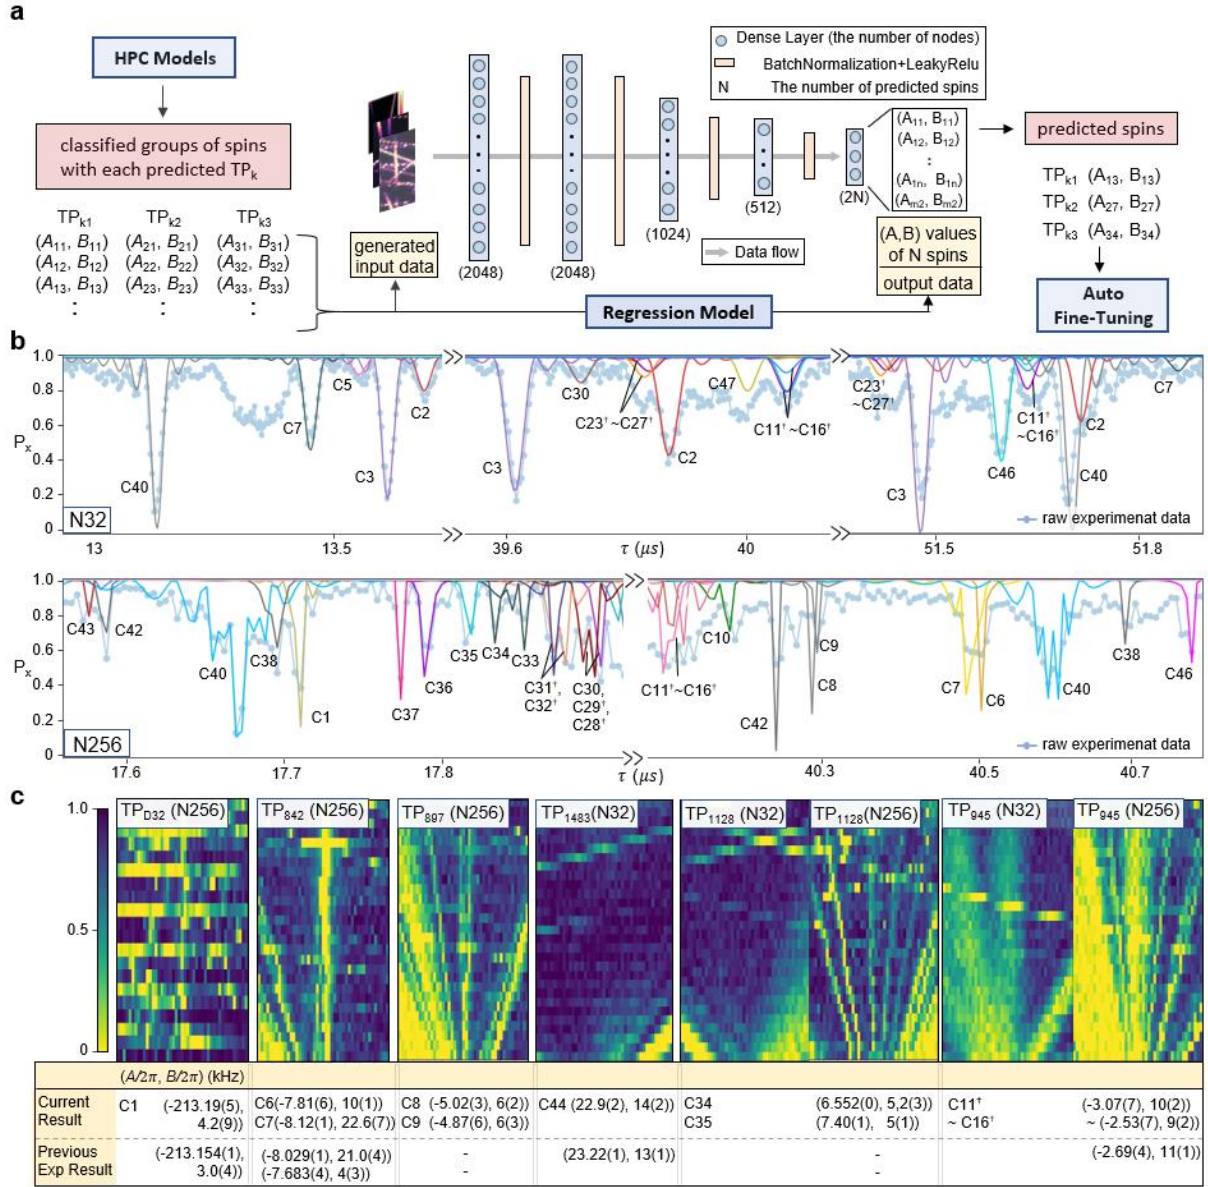 a
HPC Models
classified groups of spins
with each predicted TPk
TPk1 TPk2 TPk3
(A11, B11) (A21, B21) (A31, B31)
(A12, B12) (A22, B22) (A32, B32)
(A13, B13) (A23, B23) (A33, B33)
:
:
:
generated
input data
(2048)
(2048)
(1024)
(512)
(2N)
Dense Layer (the number of nodes)
BatchNormalization+LeakyRelu
N The number of predicted spins
Data flow
Regression Model
(A11, B11)
(A12, B12)
:
(A1n, B1n)
(Am2, Bm2)
(A,B) values
of N spins
output data
predicted spins
TPk1 (A13, B13)
TPk2 (A27, B27)
TPk3 (A34, B34)
Auto
Fine-Tuning
b
1.0
0.8
0.6
Px
0.4
0.2
0
N32
C40
C7
C5
C3
C2
C3
C30
C23†~C27†
C2
C47
C11†~C16†
C23†
~C27†
C3
C46
C11†
~C16†
C2
C40
C7
raw experimenat data
13
13.5
39.6
τ (μs)
40
51.5
51.8
1.0
0.8
0.6
Px
0.4
0.2
0
N256
C43
C42
C40
C38
C1
C37
C36
C35
C34
C33
C31†,
C32†
C30,
C29†,
C28†
C11†~C16†
C10
C42
C9
C8
C7
C6
C40
C38
C46
raw experimenat data
17.6
17.7
17.8
τ (μs)
40.3
40.5
40.7
c
1.0
0.5
0
TPD32 (N256)
TP842 (N256)
TP897 (N256)
TP1483(N32)
TP1128 (N32)
TP1128(N256)
TP945 (N32)
TP945 (N256)
(A/2π, B/2π) (kHz)
Current
Result
C1 (-213.19(5),
4.2(9))
C6(-7.81(6), 10(1))
C7(-8.12(1), 22.6(7))
C8 (-5.02(3), 6(2))
C9 (-4.87(6), 6(3))
C44 (22.9(2), 14(2))
C34 (6.552(0), 5,2(3))
C35 (7.40(1), 5(1))
C11† (-3.07(7), 10(2))
~ C16† ~ (-2.53(7), 9(2))
Previous
Exp Result
(-213.154(1),
3.0(4))
(-8.029(1), 21.0(4))
(-7.683(4), 4(3))
-
-
(23.22(1), 13(1))
-
-
(-2.69(4), 11(1))